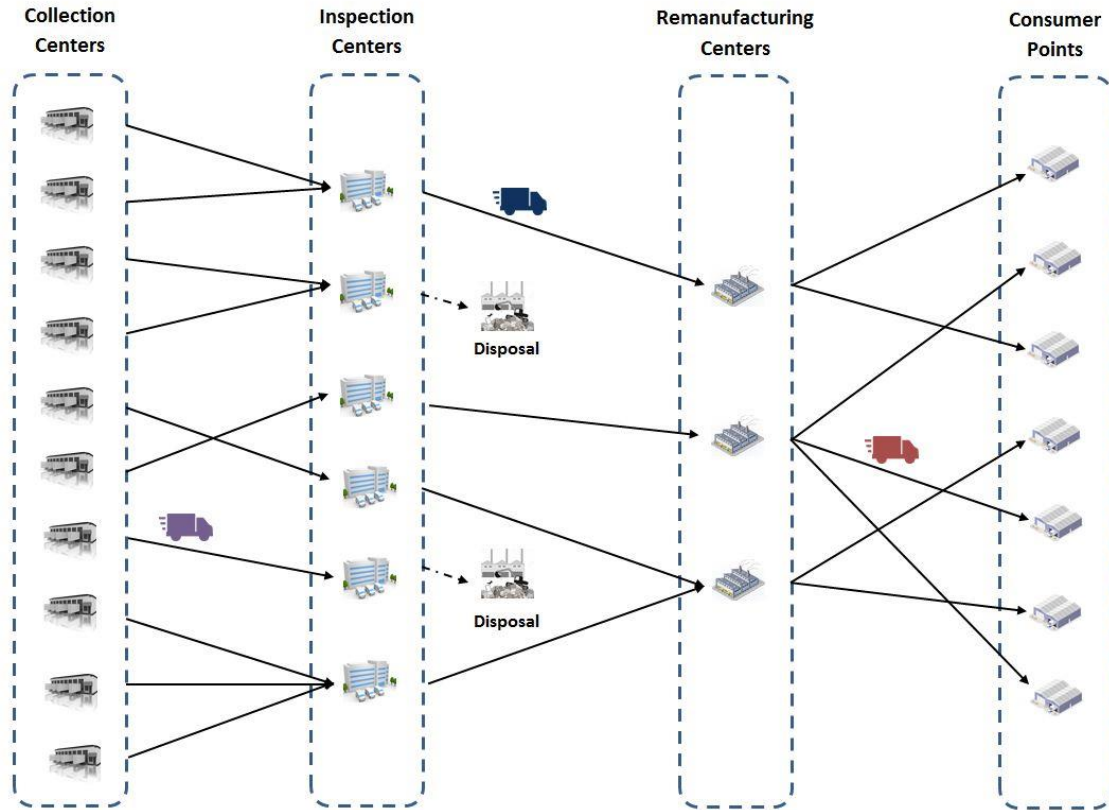 Collection
Centers
Inspection
Centers
Remanufacturing
Centers
Consumer
Points
Disposal
Disposal